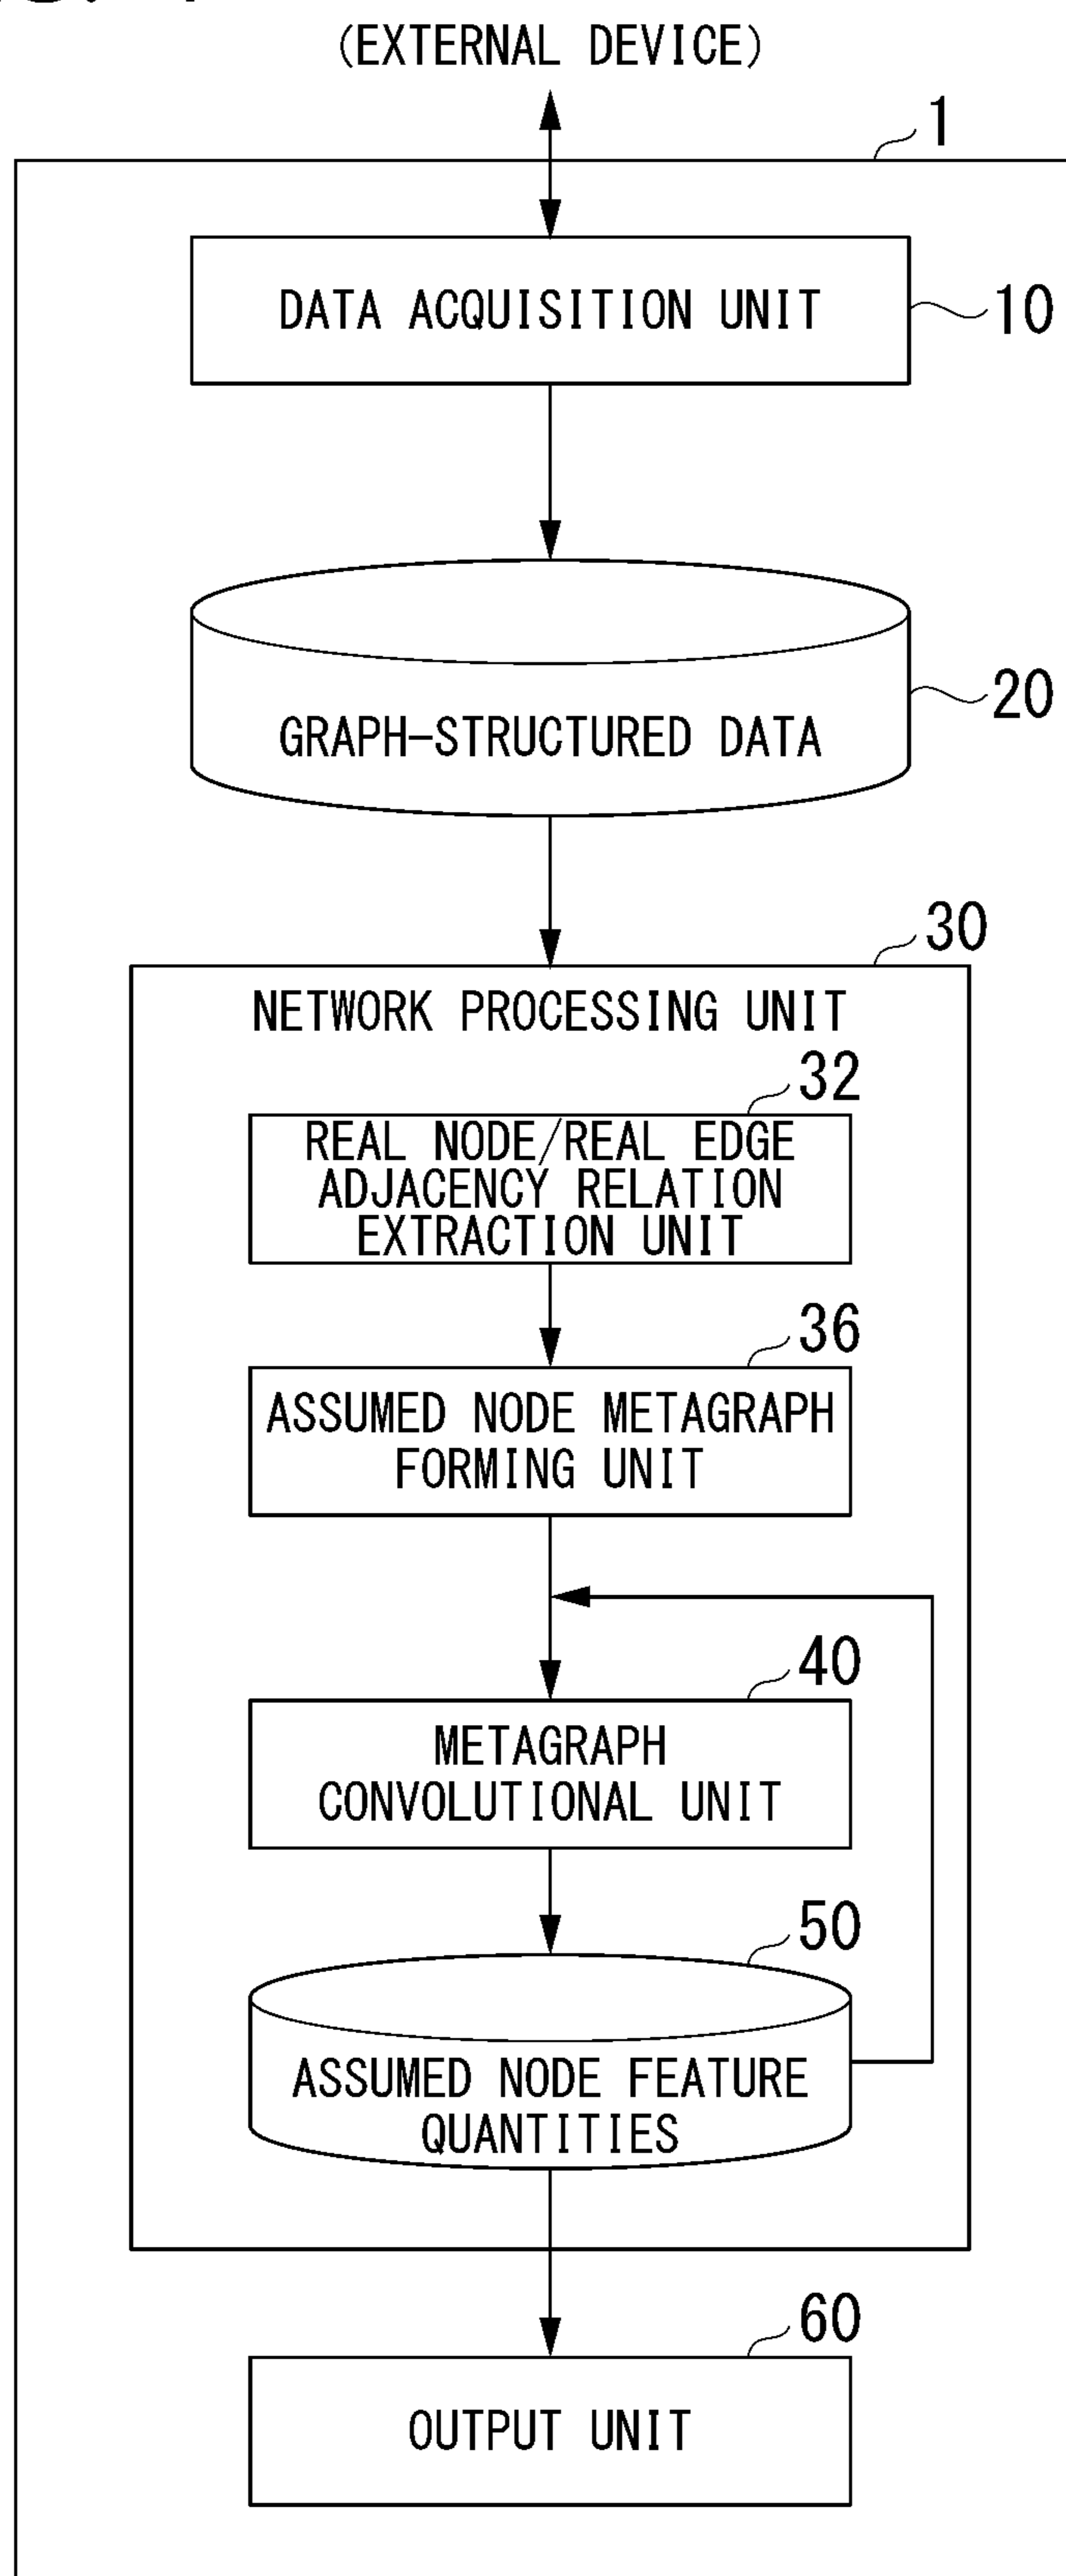 (EXTERNAL DEVICE)
1
DATA ACQUISITION UNIT
10
20
GRAPH-STRUCTURED DATA
30
NETWORK PROCESSING UNIT
32
REAL NODE/REAL EDGE
ADJACENCY RELATION
EXTRACTION UNIT
36
ASSUMED NODE METAGRAPH
FORMING UNIT
40
METAGRAPH
CONVOLUTIONAL UNIT
50
ASSUMED NODE FEATURE
QUANTITIES
60
OUTPUT UNIT